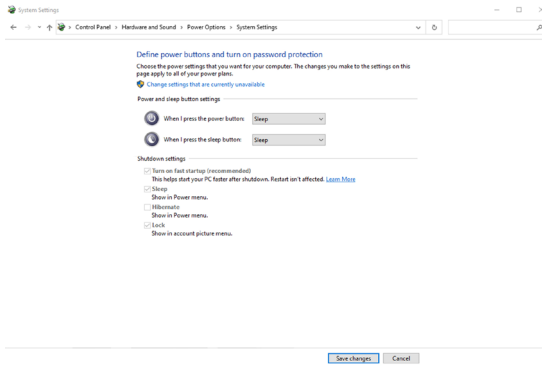 System Settings
Control Panel > Hardware and Sound > Power Options > System Settings
Define power buttons and turn on password protection
Choose the power settings that you want for your computer. The changes you make to the settings on this
page apply to all of your power plans.
Change settings that are currently unavailable
Power and sleep button settings
When I press the power button: Sleep
When I press the sleep button: Sleep
Shutdown settings
Turn on fast startup (recommended)
This helps start your PC faster after shutdown. Restart isn't affected. Learn More
Sleep
Show in Power menu.
Hibernate
Show in Power menu.
Lock
Show in account picture menu.
Save changes Cancel